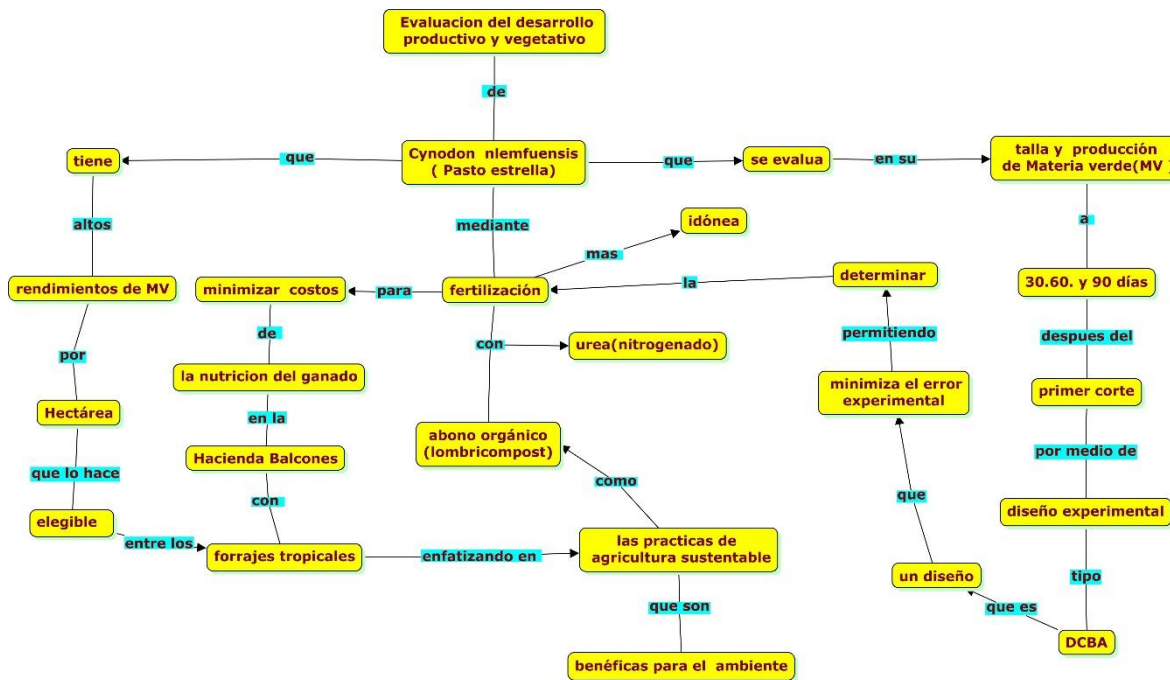 Evaluacion del desarrollo
productivo y vegetativo
de
tiene
que
Cynodon nlemfuensis
( Pasto estrella)
que
se evalua
en su
talla y producción
de Materia verde(MV )
altos
mediante
idónea
mas
a
rendimientos de MV
minimizar costos
para
fertilización
la
determinar
30.60. y 90 días
de
con
urea(nitrogenado)
permitiendo
despues del
por
la nutricion del ganado
minimiza el error
experimental
primer corte
Hectárea
en la
abono orgánico
(lombricompost)
que lo hace
Hacienda Balcones
como
que
por medio de
elegible
con
diseño experimental
entre los
forrajes tropicales
enfatizando en
las practicas de
agricultura sustentable
un diseño
tipo
que son
que es
DCBA
benéficas para el ambiente